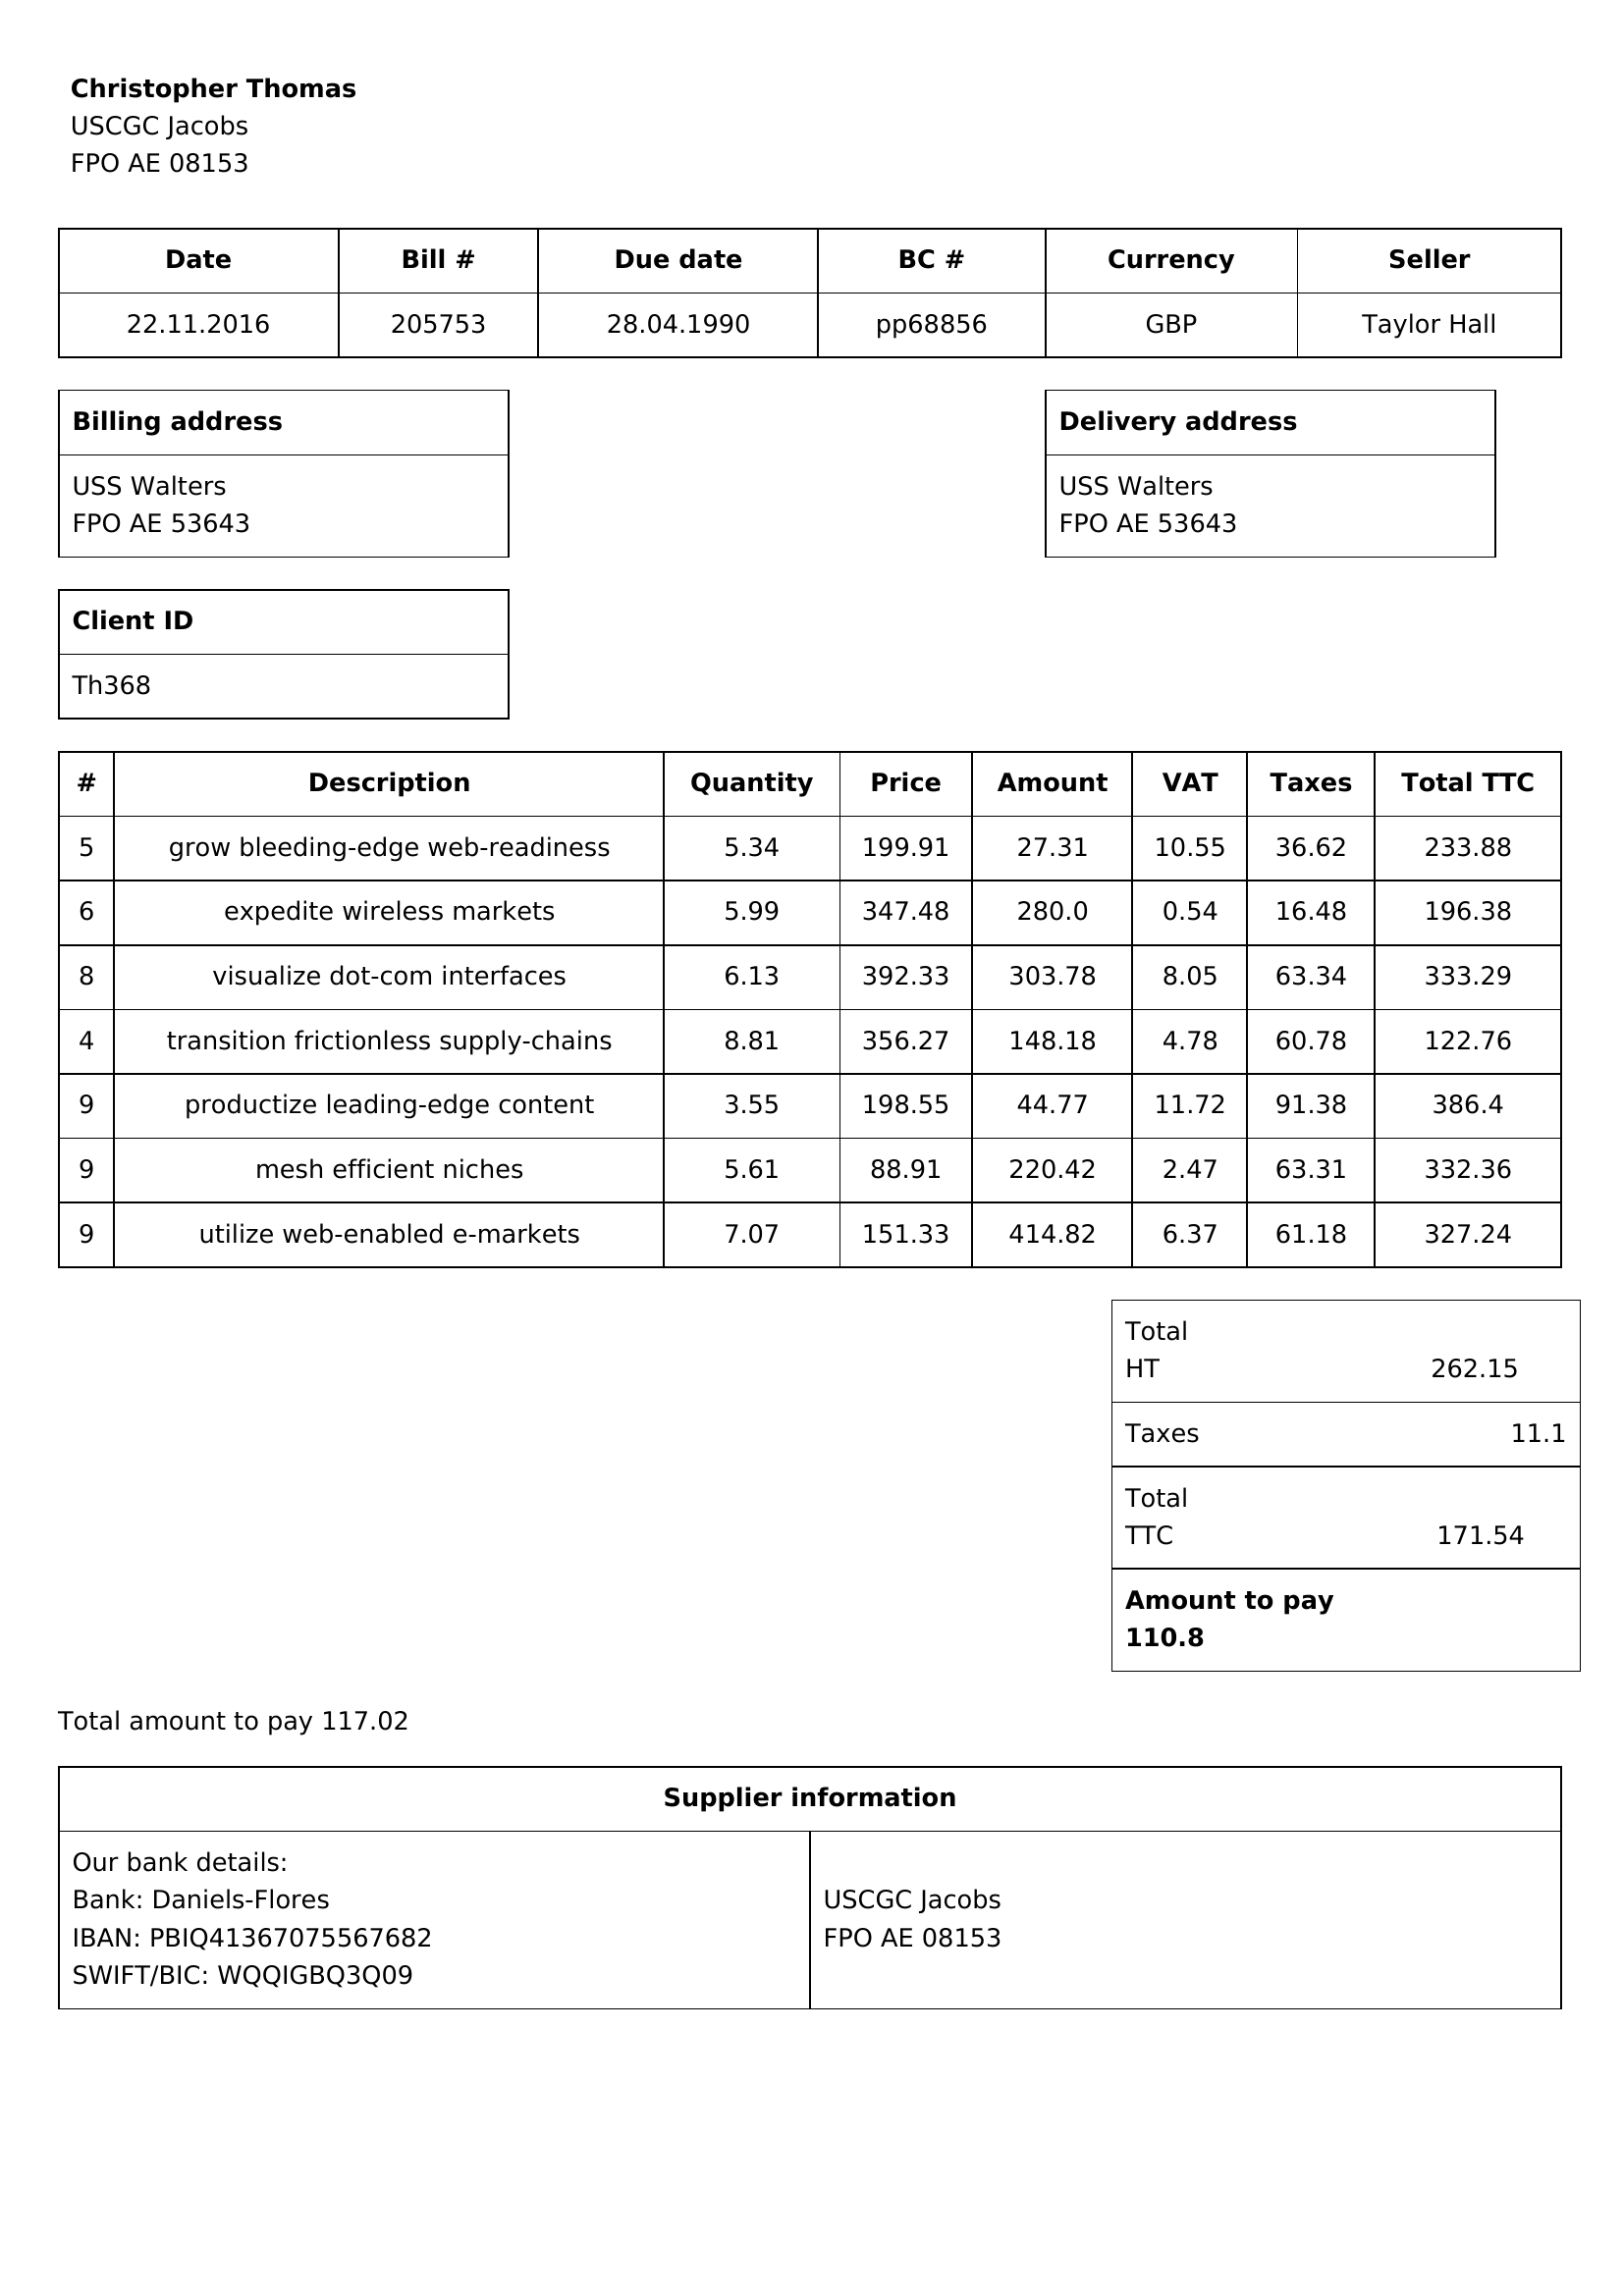 Christopher Thomas
USCGC Jacobs
FPO AE 08153
Date Bill # Due date BC # Currency Seller
22.11.2016 205753 28.04.1990 pp68856 GBP Taylor Hall
Billing address
USS Walters
FPO AE 53643
Delivery address
USS Walters
FPO AE 53643
Client ID
Th368
# Description Quantity Price Amount VAT Taxes Total TTC
5 grow bleeding-edge web-readiness 5.34 199.91 27.31 10.55 36.62 233.88
6 expedite wireless markets 5.99 347.48 280.0 0.54 16.48 196.38
8 visualize dot-com interfaces 6.13 392.33 303.78 8.05 63.34 333.29
4 transition frictionless supply-chains 8.81 356.27 148.18 4.78 60.78 122.76
9 productize leading-edge content 3.55 198.55 44.77 11.72 91.38 386.4
9 mesh efficient niches 5.61 88.91 220.42 2.47 63.31 332.36
9 utilize web-enabled e-markets 7.07 151.33 414.82 6.37 61.18 327.24
Total
HT 262.15
Taxes 11.1
Total
TTC 171.54
Amount to pay
110.8
Total amount to pay 117.02
Supplier information
Our bank details:
Bank: Daniels-Flores
IBAN: PBIQ41367075567682
SWIFT/BIC: WQQIGBQ3Q09
USCGC Jacobs
FPO AE 08153